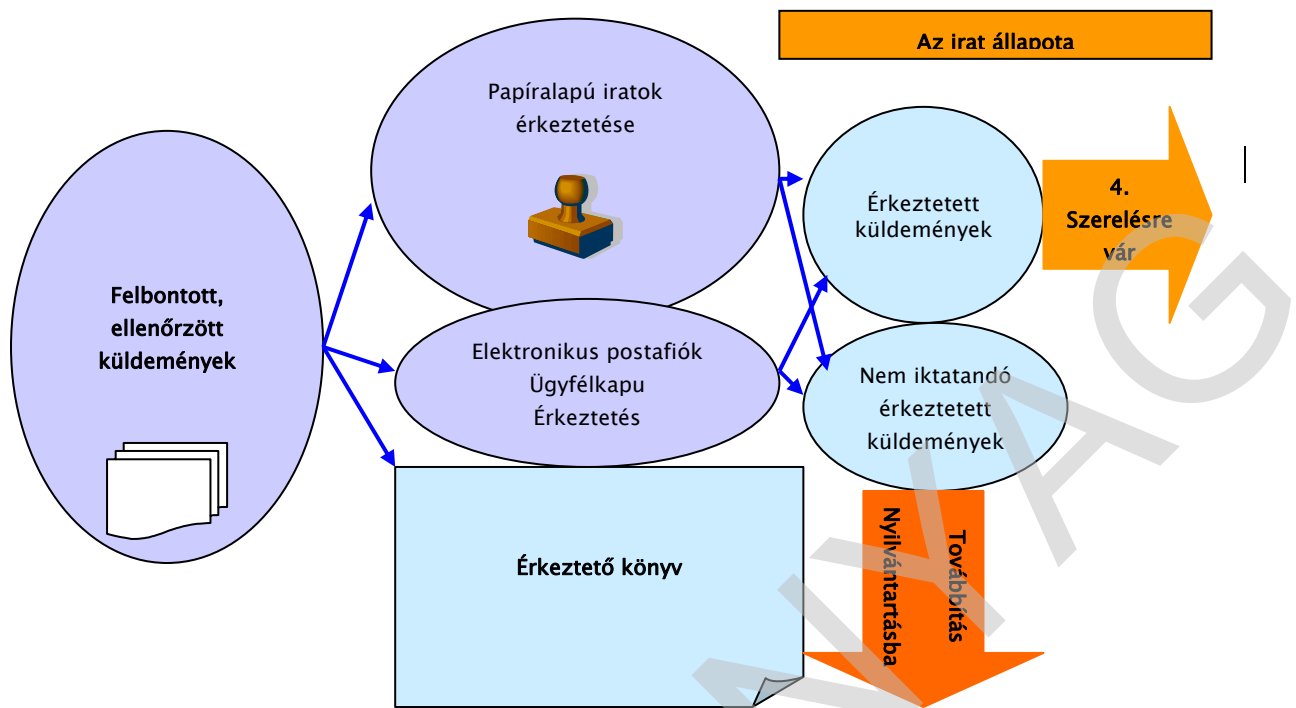 Az irat állapota
Papíralapú iratok
érkeztetése
Felbontott,
ellenőrzött
küldemények
Elektronikus postafiók
Ügyfélkapu
Érkeztetés
Érkeztető könyv
Érkeztetett
küldemények
4.
Szerelésre
vár
Nem iktatandó
érkeztetett
küldemények
Továbbítás
Nyilvántartásba